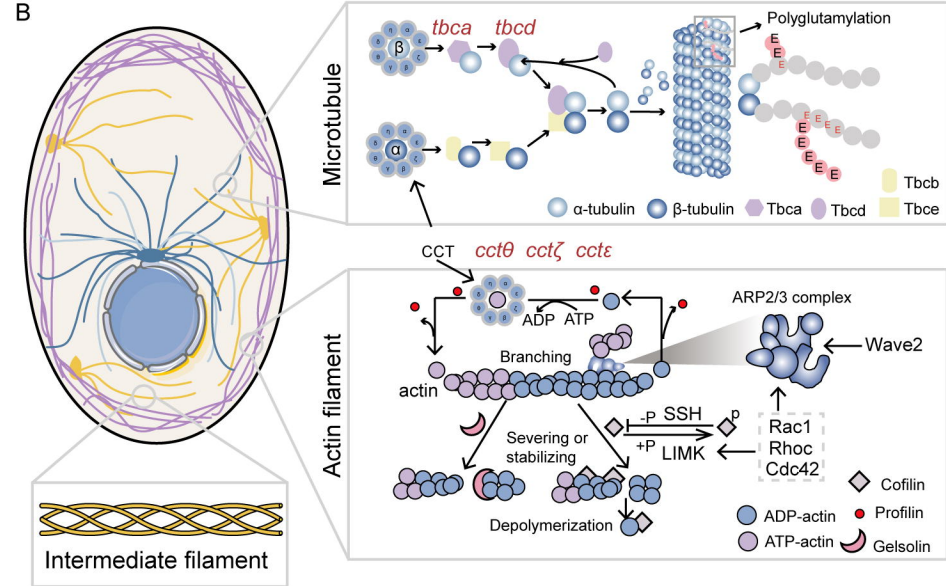 B
Microtubule
tbca tbcd
β
η α
δ ε
θ ζ
γ β
α
η α
δ ε
θ ζ
γ β
Polyglutamylation
E
E
E
E E E E
E
E
E
E
E
Tbcb
α-tubulin β-tubulin Tbca Tbcd Tbce
CCT cctθ cctζ cctε
Actin filament
η α
δ ε
θ ζ
γ β
ADP ATP
ARP2/3 complex
Branching
Wave2
actin
-P SSH p
+P LIMK
Rac1
Rhoc
Cdc42
Severing or
stabilizing
Depolymerization
Cofilin
ADP-actin Profilin
ATP-actin Gelsolin
Intermediate filament